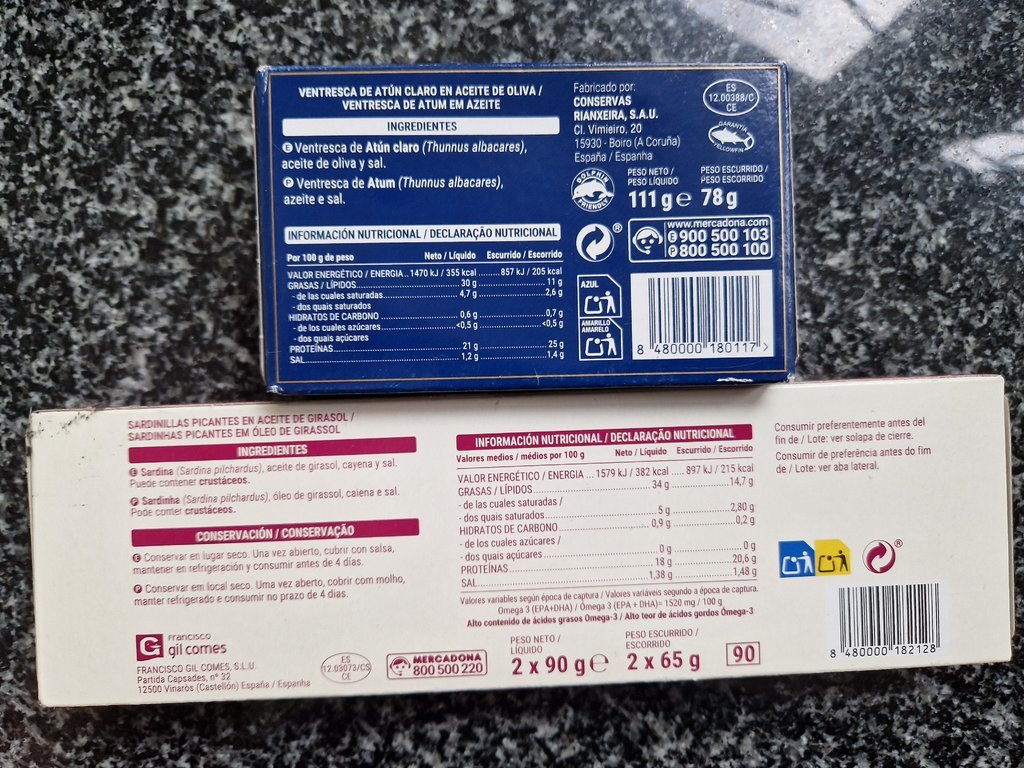 VENTRESCA DE ATÚN CLARO EN ACEITE DE OLIVA /
VENTRESCA DE ATUM EM AZEITE
INGREDIENTES
E Ventresca de Atún claro (Thunnus albacares),
aceite de oliva y sal.
P Ventresca de Atum (Thunnus albacares),
azeite e sal.
INFORMACIÓN NUTRICIONAL / DECLARAÇÃO NUTRICIONAL
Por 100 g de peso Neto / Líquido Escurrido / Escorrido
VALOR ENERGÉTICO / ENERGIA..1470 kJ / 355 kcal........857 kJ / 205 kcal
GRASAS / LÍPIDOS 30 g 11 g
- de las cuales saturadas 4,7 g 2,6 g
- dos quais saturados
HIDRATOS DE CARBONO 0,6 g 0,7 g
- de los cuales azúcares <0,5 g <0,5 g
- dos quais açúcares
PROTEÍNAS 21 g 25 g
SAL 1,2 g 1,4 g
Fabricado por:
CONSERVAS
RIANXEIRA, S.A.U.
Cl. Vimieiro, 20
15930 - Boiro (A Coruña)
España / Espanha
ES
12.00388/C
CE
GARANTIA
YELLOWFIN
DOLPHIN
FRIENDLY
PESO NETO /
PESO LÍQUIDO
111 g e
PESO ESCURRIDO /
PESO ESCORRIDO
78 g
®
www.mercadona.com
E 900 500 103
P 800 500 100
AZUL
AMARILLO
AMARELO
8 480000 180117 >
SARDINILLAS PICANTES EN ACEITE DE GIRASOL /
SARDINHAS PICANTES EM ÓLEO DE GIRASSOL
INGREDIENTES
E Sardina (Sardina pilchardus), aceite de girasol, cayena y sal.
Puede contener crustáceos.
P Sardinha (Sardina pilchardus), óleo de girassol, caiena e sal.
Pode conter crustáceos.
CONSERVACIÓN / CONSERVAÇÃO
E Conservar en lugar seco. Una vez abierto, cubrir con salsa,
mantener en refrigeración y consumir antes de 4 días.
P Conservar em local seco. Uma vez aberto, cobrir com molho,
manter refrigerado e consumir no prazo de 4 dias.
G FRANCISCO
gil comes
FRANCISCO GIL COMES, S.L.U.
Partida Capsades, nº 32
12500 Vinaròs (Castellón) España / Espanha
ES
12.03073/CS
CE
MERCADONA
800 500 220
INFORMACIÓN NUTRICIONAL / DECLARAÇÃO NUTRICIONAL
Valores medios / médios por 100 g Neto / Líquido Escurrido / Escorrido
VALOR ENERGÉTICO / ENERGIA ... 1579 kJ / 382 kcal ..... 897 kJ / 215 kcal
GRASAS / LÍPIDOS 34 g 14,7 g
- de las cuales saturadas /
- dos quais saturados 5 g 2,80 g
HIDRATOS DE CARBONO 0,9 g 0,2 g
- de los cuales azúcares /
- dos quais açúcares 0 g 0 g
PROTEÍNAS 18 g 20,6 g
SAL 1,38 g 1,48 g
Valores variables según época de captura / Valores variáveis segundo a época de captura.
Omega 3 (EPA+DHA) / Ómega 3 (EPA + DHA)= 1520 mg / 100 g
Alto contenido de ácidos grasos Omega-3 / Alto teor de ácidos gordos Ómega-3
PESO NETO /
LÍQUIDO
2 x 90 g e
PESO ESCURRIDO /
ESCORRIDO
2 x 65 g
90
Consumir preferentemente antes del
fin de / Lote: ver solapa de cierre.
Consumir de preferência antes do fim
de / Lote: ver aba lateral.
®
8 480000 182128